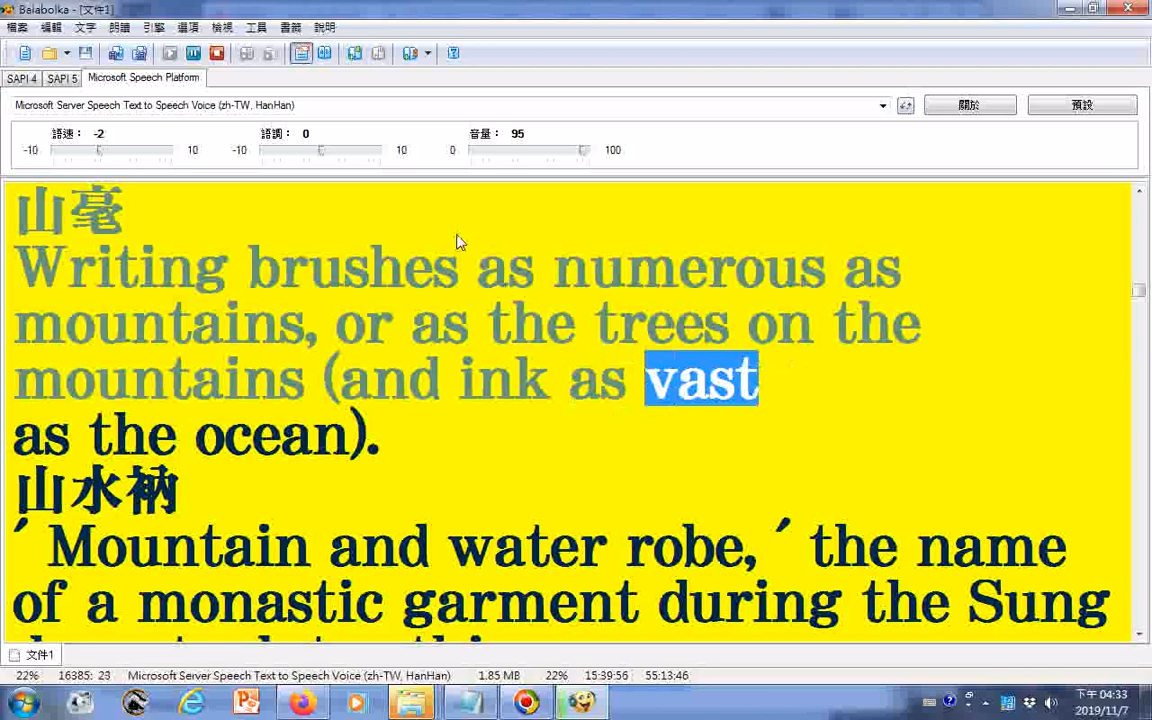 Balabolka - [文件1]
檔案 編輯 文字 朗讀 引擎 選項 檢視 工具 書籤 說明
SAPI 4 SAPI 5 Microsoft Speech Platform
Microsoft Server Speech Text to Speech Voice (zh-TW, HanHan) 關於 預設
語速： -2 語調： 0 音量： 95
-10 10 -10 10 0 100
山毫
Writing brushes as numerous as
mountains, or as the trees on the
mountains (and ink as vast
as the ocean).
山水衲
´ Mountain and water robe, ´ the name
of a monastic garment during the Sung
文件1
22% 16385: 23 Microsoft Server Speech Text to Speech Voice (zh-TW, HanHan) 1.85 MB 22% 15:39:56 55:13:46
下午 04:33
2019/11/7